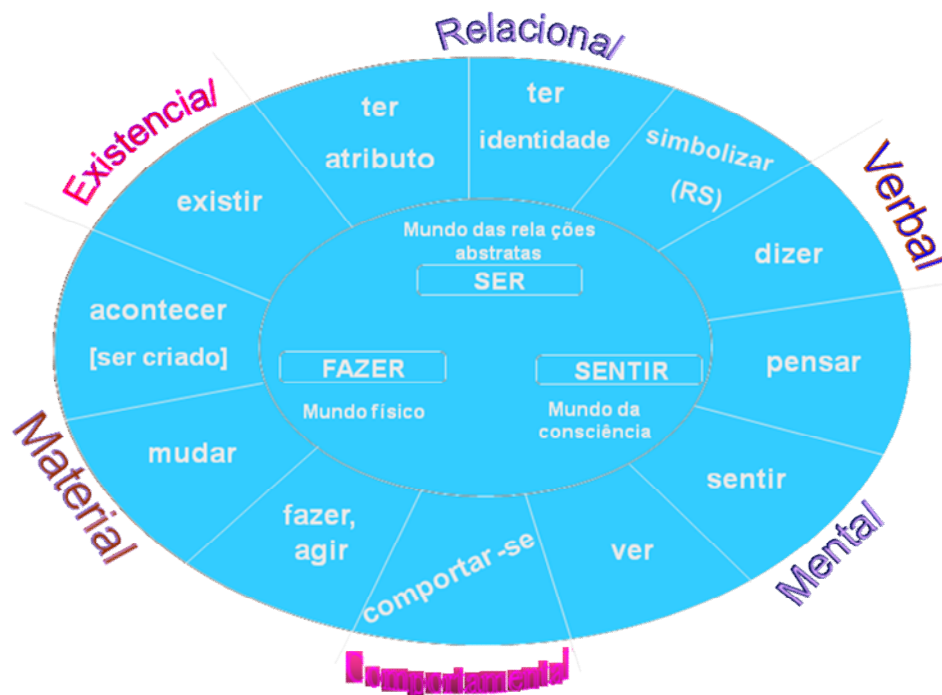 Relacional
Existencial
Verbal
Material
Mental
ter
atributo
ter
identidade
simbolizar
(RS)
existir
dizer
acontecer
[ser criado]
pensar
mudar
sentir
fazer,
agir
comportar-se
ver
Mundo das rela ções
abstratas
SER
FAZER
Mundo físico
SENTIR
Mundo da
consciência